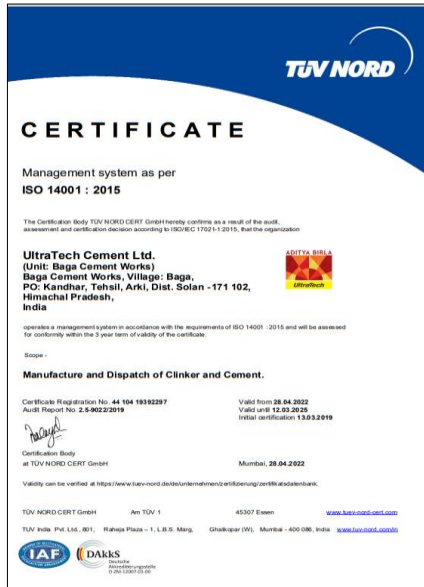 TÜV NORD
CERTIFICATE
Management system as per
ISO 14001 : 2015
The Certification Body TÜV NORD CERT GmbH hereby confirms as a result of the audit,
assessment and certification decision according to ISO/IEC 17021-1:2015, that the organization
UltraTech Cement Ltd.
(Unit: Baga Cement Works)
Baga Cement Works, Village: Baga,
PO: Kandhar, Tehsil, Arki, Dist. Solan -171 102,
Himachal Pradesh,
India
ADITYA BIRLA
UltraTech
operates a management system in accordance with the requirements of ISO 14001 : 2015 and will be assessed
for conformity within the 3 year term of validity of the certificate.
Scope -
Manufacture and Dispatch of Clinker and Cement.
Certificate Registration No. 44 104 19392297
Audit Report No. 2.5-9022/2019
Valid from 28.04.2022
Valid until 12.03.2025
Initial certification 13.03.2019
Certification Body
at TÜV NORD CERT GmbH
Mumbai, 28.04.2022
Validity can be verified at https://www.tuev-nord.de/de/unternehmen/zertifizierung/zertifikatsdatenbank.
TÜV NORD CERT GmbH Am TÜV 1 45307 Essen www.tuev-nord-cert.com
TUV India Pvt. Ltd., 801, Raheja Plaza – 1, L.B.S. Marg, Ghatkopar (W), Mumbai - 400 086, India www.tuv-nord.com/in
IAF
DAkkS
Deutsche
Akkreditierungsstelle
D-ZM-12007-01-00